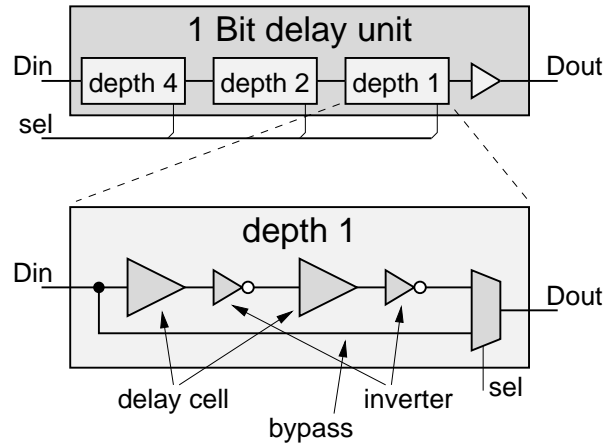 1 Bit delay unit
Din
Dout
depth 4
depth 2
depth 1
sel
depth 1
Din
Dout
sel
delay cell
inverter
bypass